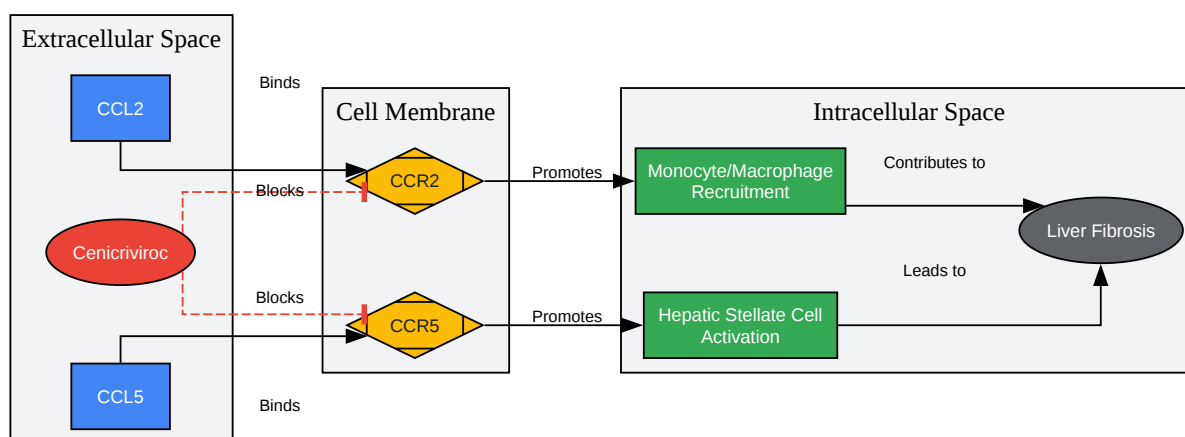 Extracellular Space
CCL2
Binds
Cell Membrane
CCR2
Blocks
Cenicriviroc
Blocks
CCR5
CCL5
Binds
Promotes
Promotes
Intracellular Space
Monocyte/Macrophage
Recruitment
Contributes to
Liver Fibrosis
Leads to
Hepatic Stellate Cell
Activation